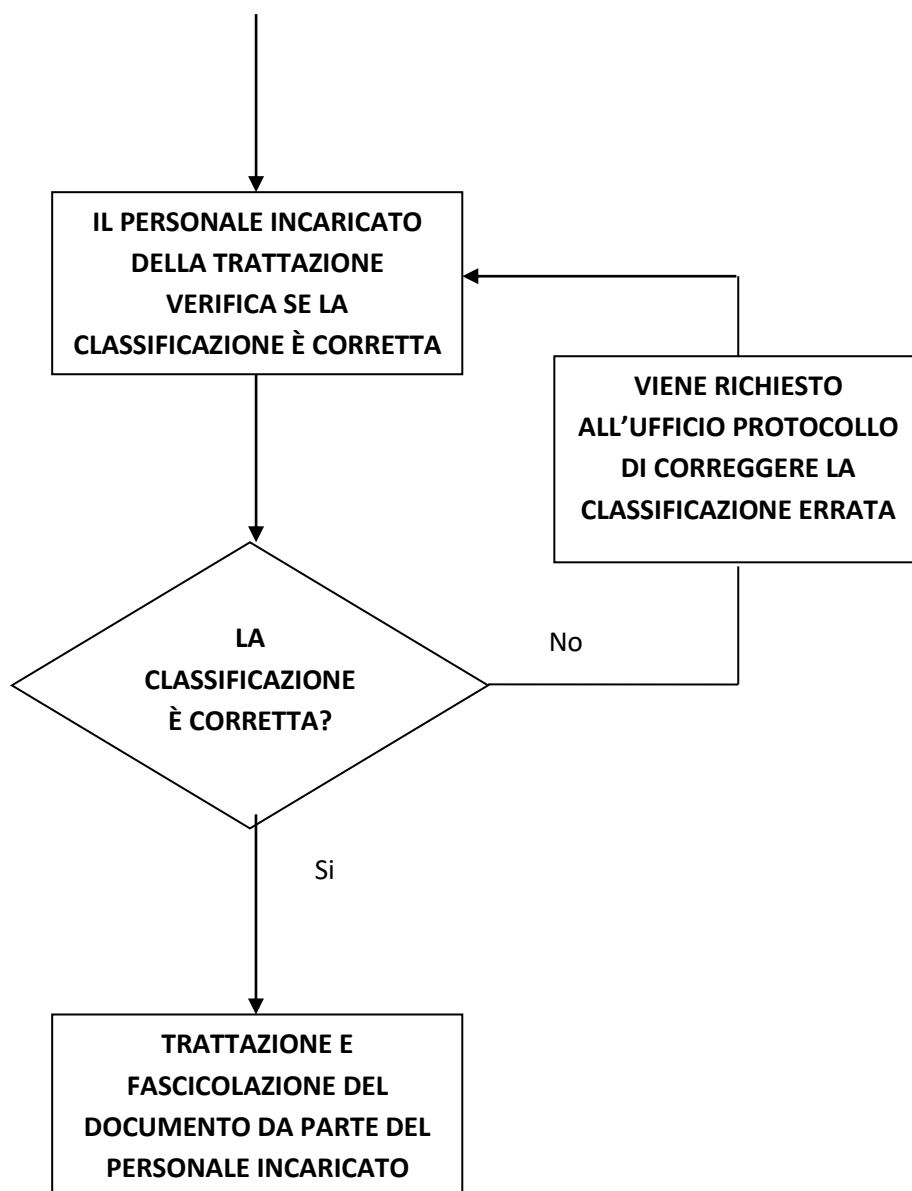 IL PERSONALE INCARICATO
DELLA TRATTAZIONE
VERIFICA SE LA
CLASSIFICAZIONE È CORRETTA
VIENE RICHIESTO
ALL’UFFICIO PROTOCOLLO
DI CORREGGERE LA
CLASSIFICAZIONE ERRATA
LA
CLASSIFICAZIONE
È CORRETTA?
No
Si
TRATTAZIONE E
FASCICOLAZIONE DEL
DOCUMENTO DA PARTE DEL
PERSONALE INCARICATO